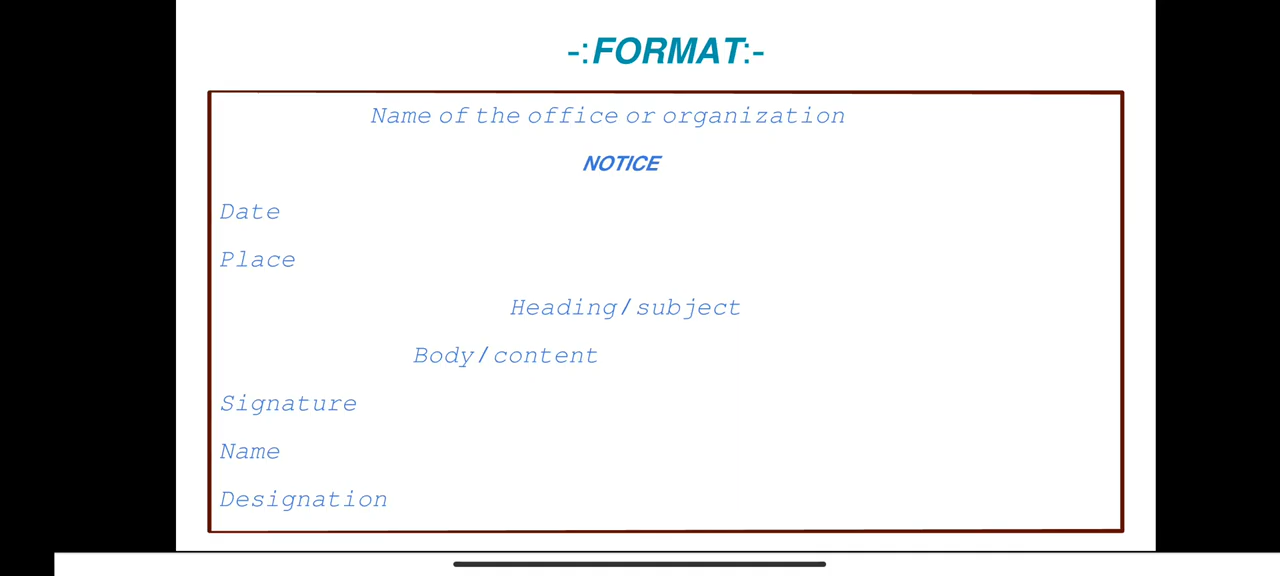 -:FORMAT:-
Name of the office or organization
NOTICE
Date
Place
Heading/subject
Body/content
Signature
Name
Designation